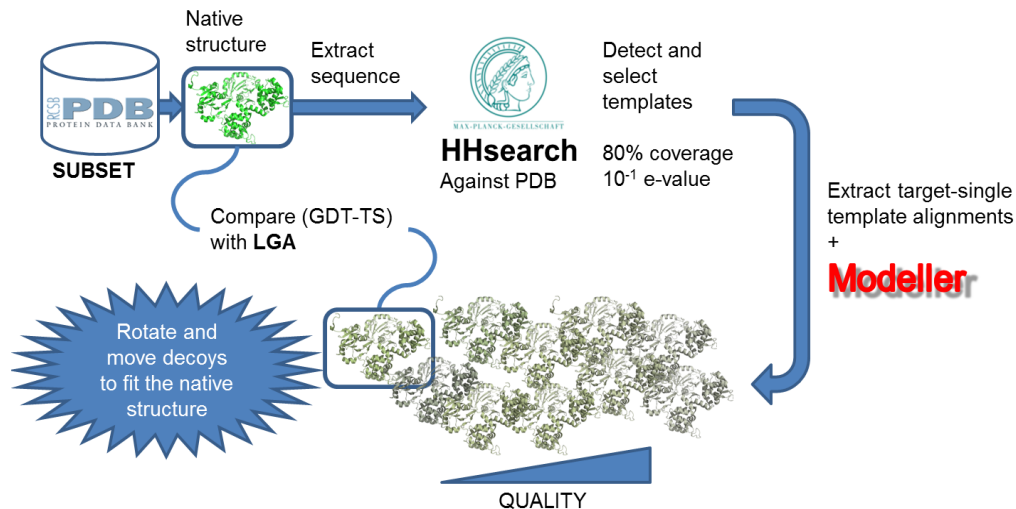 Native
structure
Extract
sequence
Detect and
select
templates
RCSB
PDB
PROTEIN DATA BANK
SUBSET
MAX-PLANCK-GESELLSCHAFT
HHsearch
Against PDB
80% coverage
10⁻¹ e-value
Extract target-single
template alignments
+
Modeller
Compare (GDT-TS)
with LGA
Rotate and
move decoys
to fit the native
structure
QUALITY